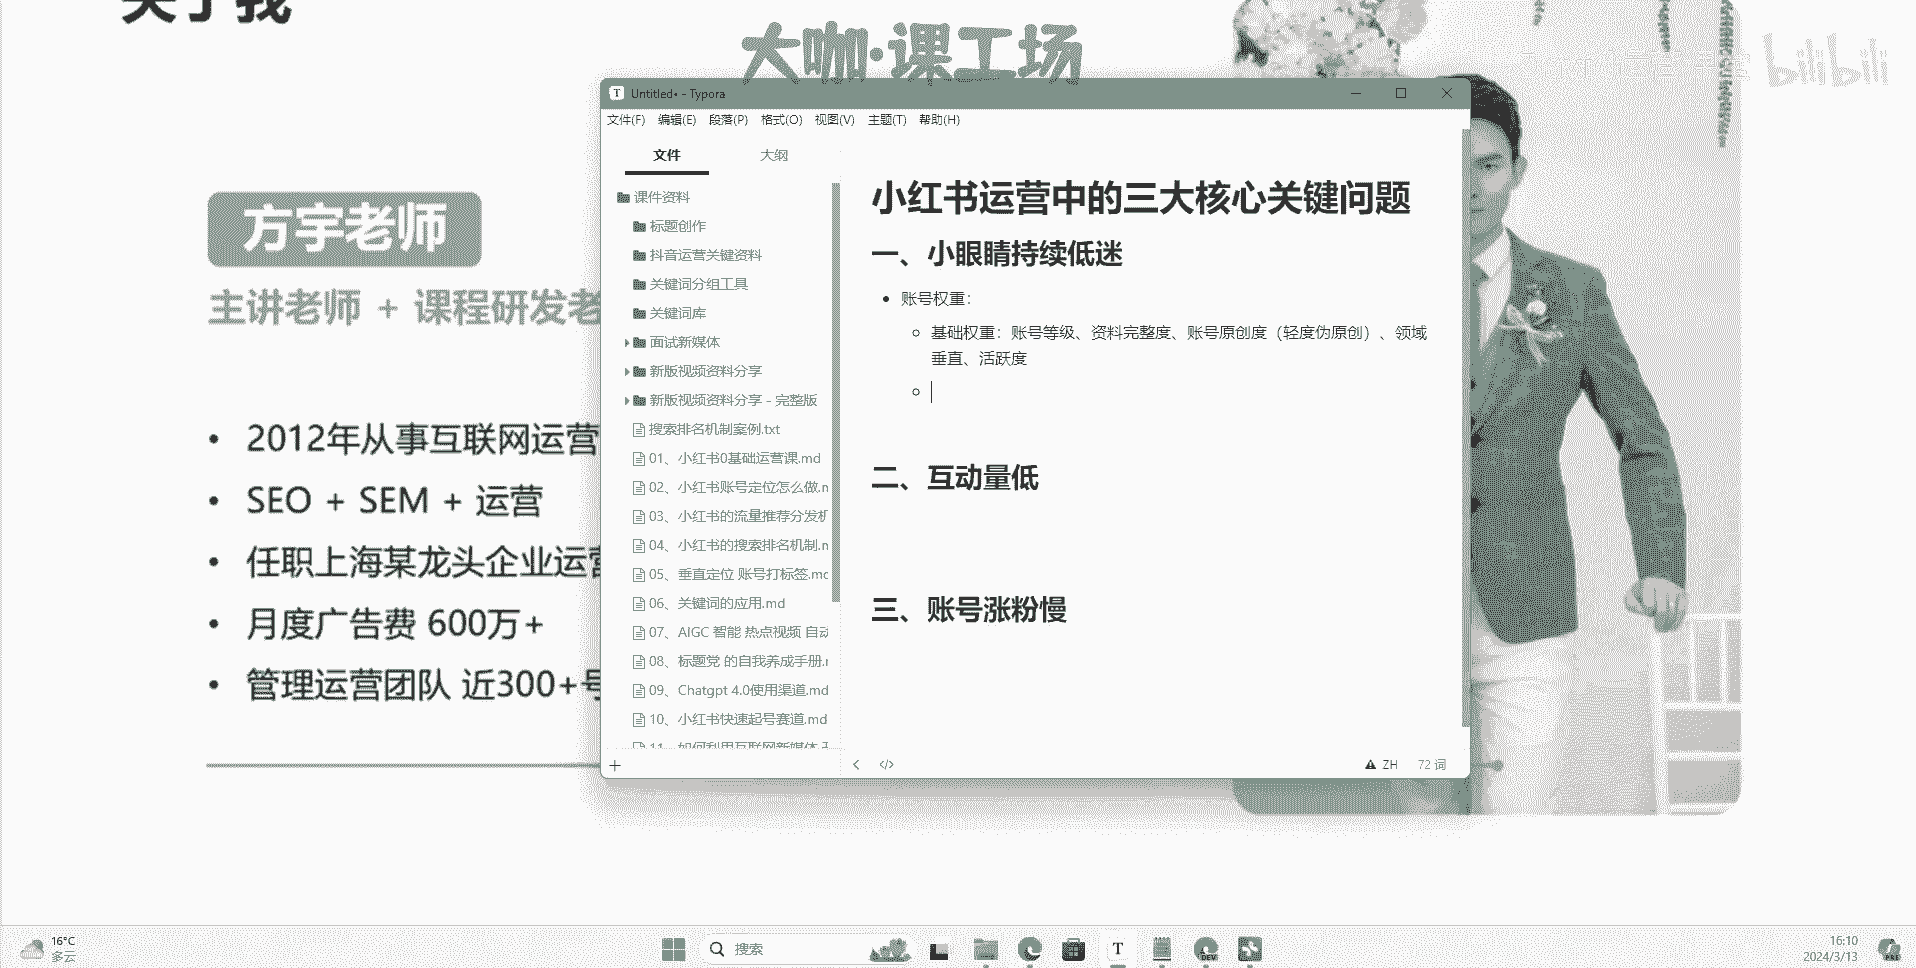 关于我
大咖·课工场
bilibili
方宇老师
主讲老师 + 课程研发老
2012年从事互联网运营
SEO + SEM + 运营
任职上海某龙头企业运营
月度广告费 600万+
管理运营团队 近300+号
Untitled• - Typora
文件(F) 编辑(E) 段落(P) 格式(O) 视图(V) 主题(T) 帮助(H)
文件 大纲
课件资料
标题创作
抖音运营关键资料
关键词分组工具
关键词库
面试新媒体
新版视频资料分享
新版视频资料分享 - 完整版
搜索排名机制案例.txt
01、小红书0基础运营课.md
02、小红书账号定位怎么做.m
03、小红书的流量推荐分发机
04、小红书的搜索排名机制.m
05、垂直定位 账号打标签.md
06、关键词的应用.md
07、AIGC 智能 热点视频 自动
08、标题党 的自我养成手册.m
09、Chatgpt 4.0使用渠道.md
10、小红书快速起号赛道.md
11、如何利用互联网新媒体
小红书运营中的三大核心关键问题
一、小眼睛持续低迷
账号权重：
基础权重：账号等级、资料完整度、账号原创度（轻度伪原创）、领域
垂直、活跃度
二、互动量低
三、账号涨粉慢
ZH 72 词
16°C
多云
搜索
16:10
2024/3/13